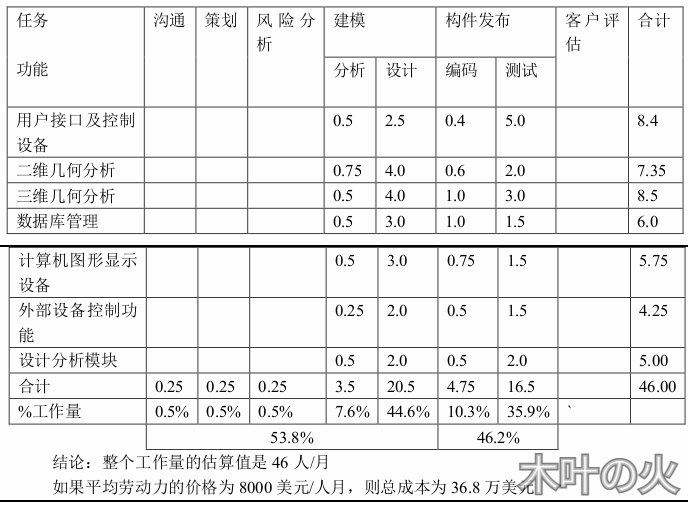 任务 沟通 策划 风险分 建模 构件发布 客户评 合计
析 估
功能 分析 设计 编码 测试
用户接口及控制 0.5 2.5 0.4 5.0 8.4
设备
二维几何分析 0.75 4.0 0.6 2.0 7.35
三维几何分析 0.5 4.0 1.0 3.0 8.5
数据库管理 0.5 3.0 1.0 1.5 6.0
计算机图形显示 0.5 3.0 0.75 1.5 5.75
设备
外部设备控制功 0.25 2.0 0.5 1.5 4.25
能
设计分析模块 0.5 2.0 0.5 2.0 5.00
合计 0.25 0.25 0.25 3.5 20.5 4.75 16.5 46.00
%工作量 0.5% 0.5% 0.5% 7.6% 44.6% 10.3% 35.9% `
53.8% 46.2%
结论：整个工作量的估算值是 46 人/月
如果平均劳动力的价格为 8000 美元/人月，则总成本为 36.8 万美元
木叶の火